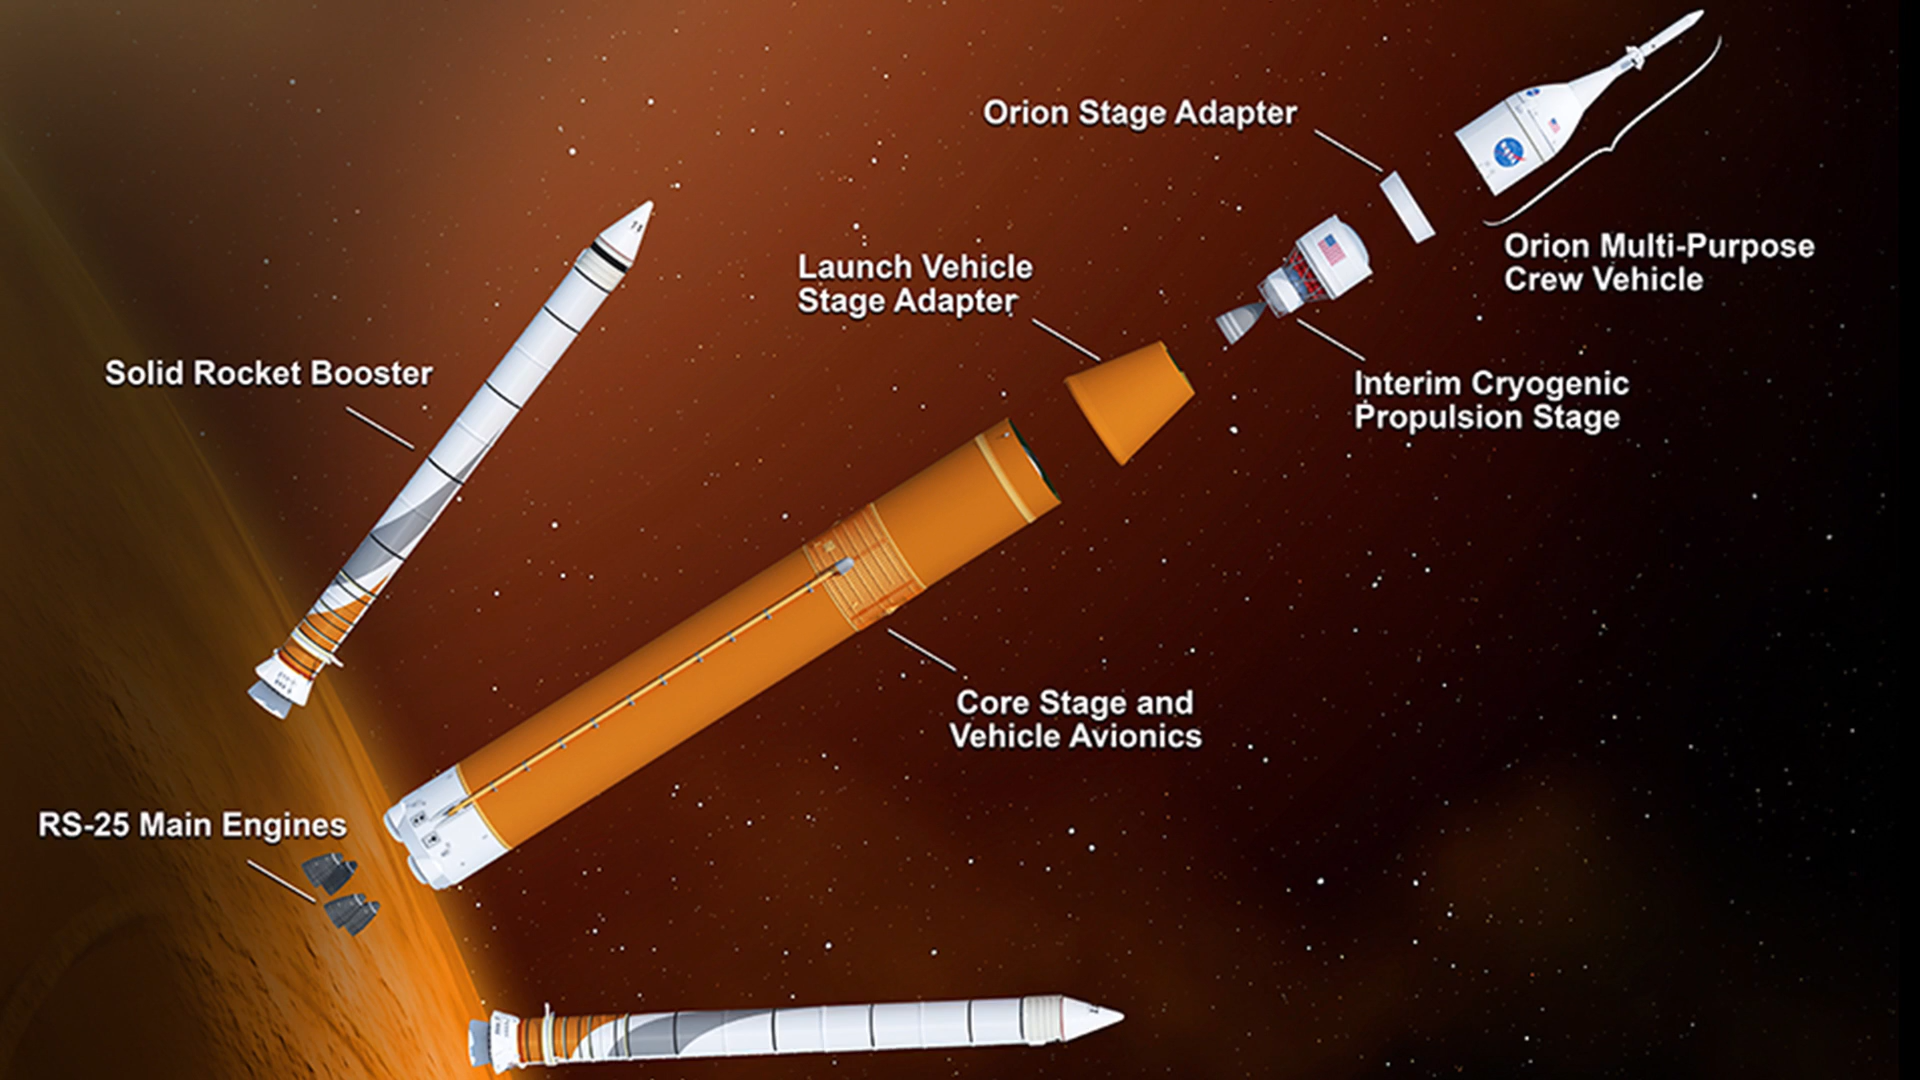 Orion Stage Adapter
Orion Multi-Purpose
Crew Vehicle
Launch Vehicle
Stage Adapter
Interim Cryogenic
Propulsion Stage
Solid Rocket Booster
Core Stage and
Vehicle Avionics
RS-25 Main Engines
NASA